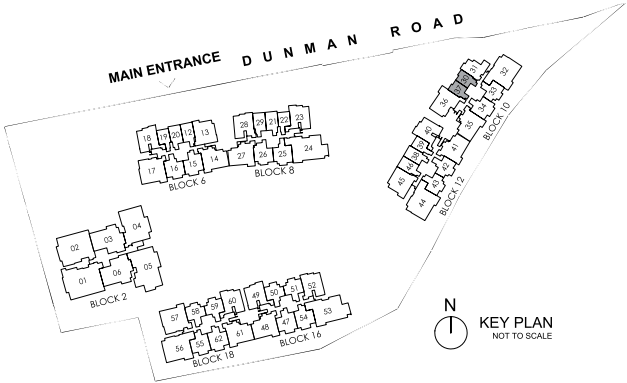 DUNMAN ROAD
MAIN ENTRANCE
31
32
30
37
33
36
34
BLOCK 10
35
40
41
39
38
46
42
45
43
44
BLOCK 12
18 19 20 12 13
17 16 15 14
BLOCK 6
28 29 21 22 23
27 26 25 24
BLOCK 8
02 03 04
01 06 05
BLOCK 2
57 58 59 60
56 55 62 61
BLOCK 18
49 50 51 52
48 47 54 53
BLOCK 16
N
KEY PLAN
NOT TO SCALE